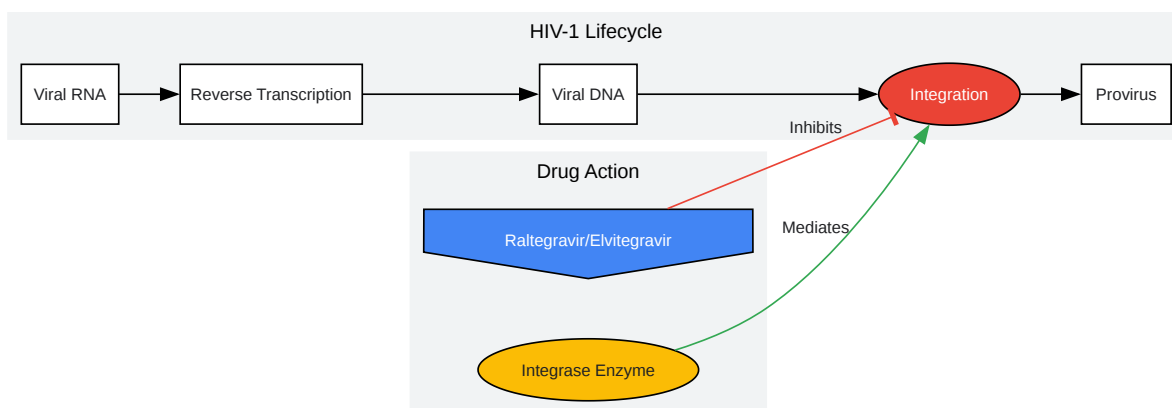 HIV-1 Lifecycle
Viral RNA
Reverse Transcription
Viral DNA
Integration
Provirus
Inhibits
Drug Action
Mediates
Raltegravir/Elvitegravir
Integrase Enzyme